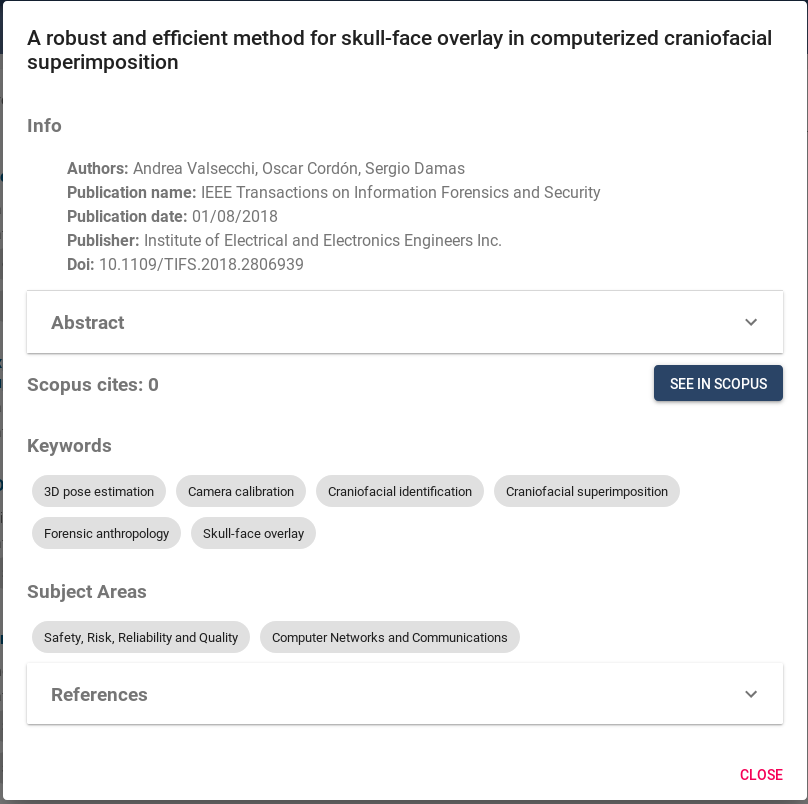 A robust and efficient method for skull-face overlay in computerized craniofacial
superimposition
Info
Authors: Andrea Valsecchi, Oscar Cordón, Sergio Damas
Publication name: IEEE Transactions on Information Forensics and Security
Publication date: 01/08/2018
Publisher: Institute of Electrical and Electronics Engineers Inc.
Doi: 10.1109/TIFS.2018.2806939
Abstract
Scopus cites: 0
SEE IN SCOPUS
Keywords
3D pose estimation
Camera calibration
Craniofacial identification
Craniofacial superimposition
Forensic anthropology
Skull-face overlay
Subject Areas
Safety, Risk, Reliability and Quality
Computer Networks and Communications
References
CLOSE